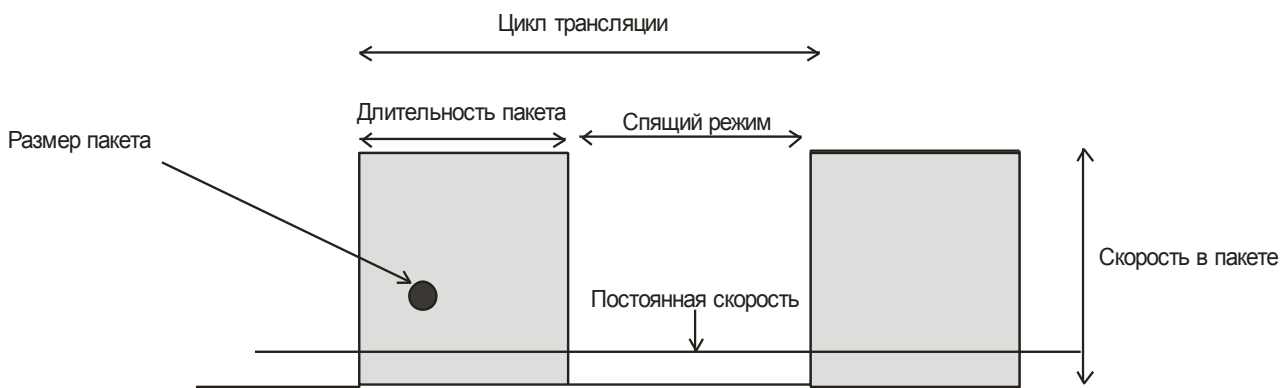 Цикл трансляции
Длительность пакета
Спящий режим
Размер пакета
Скорость в пакете
Постоянная скорость